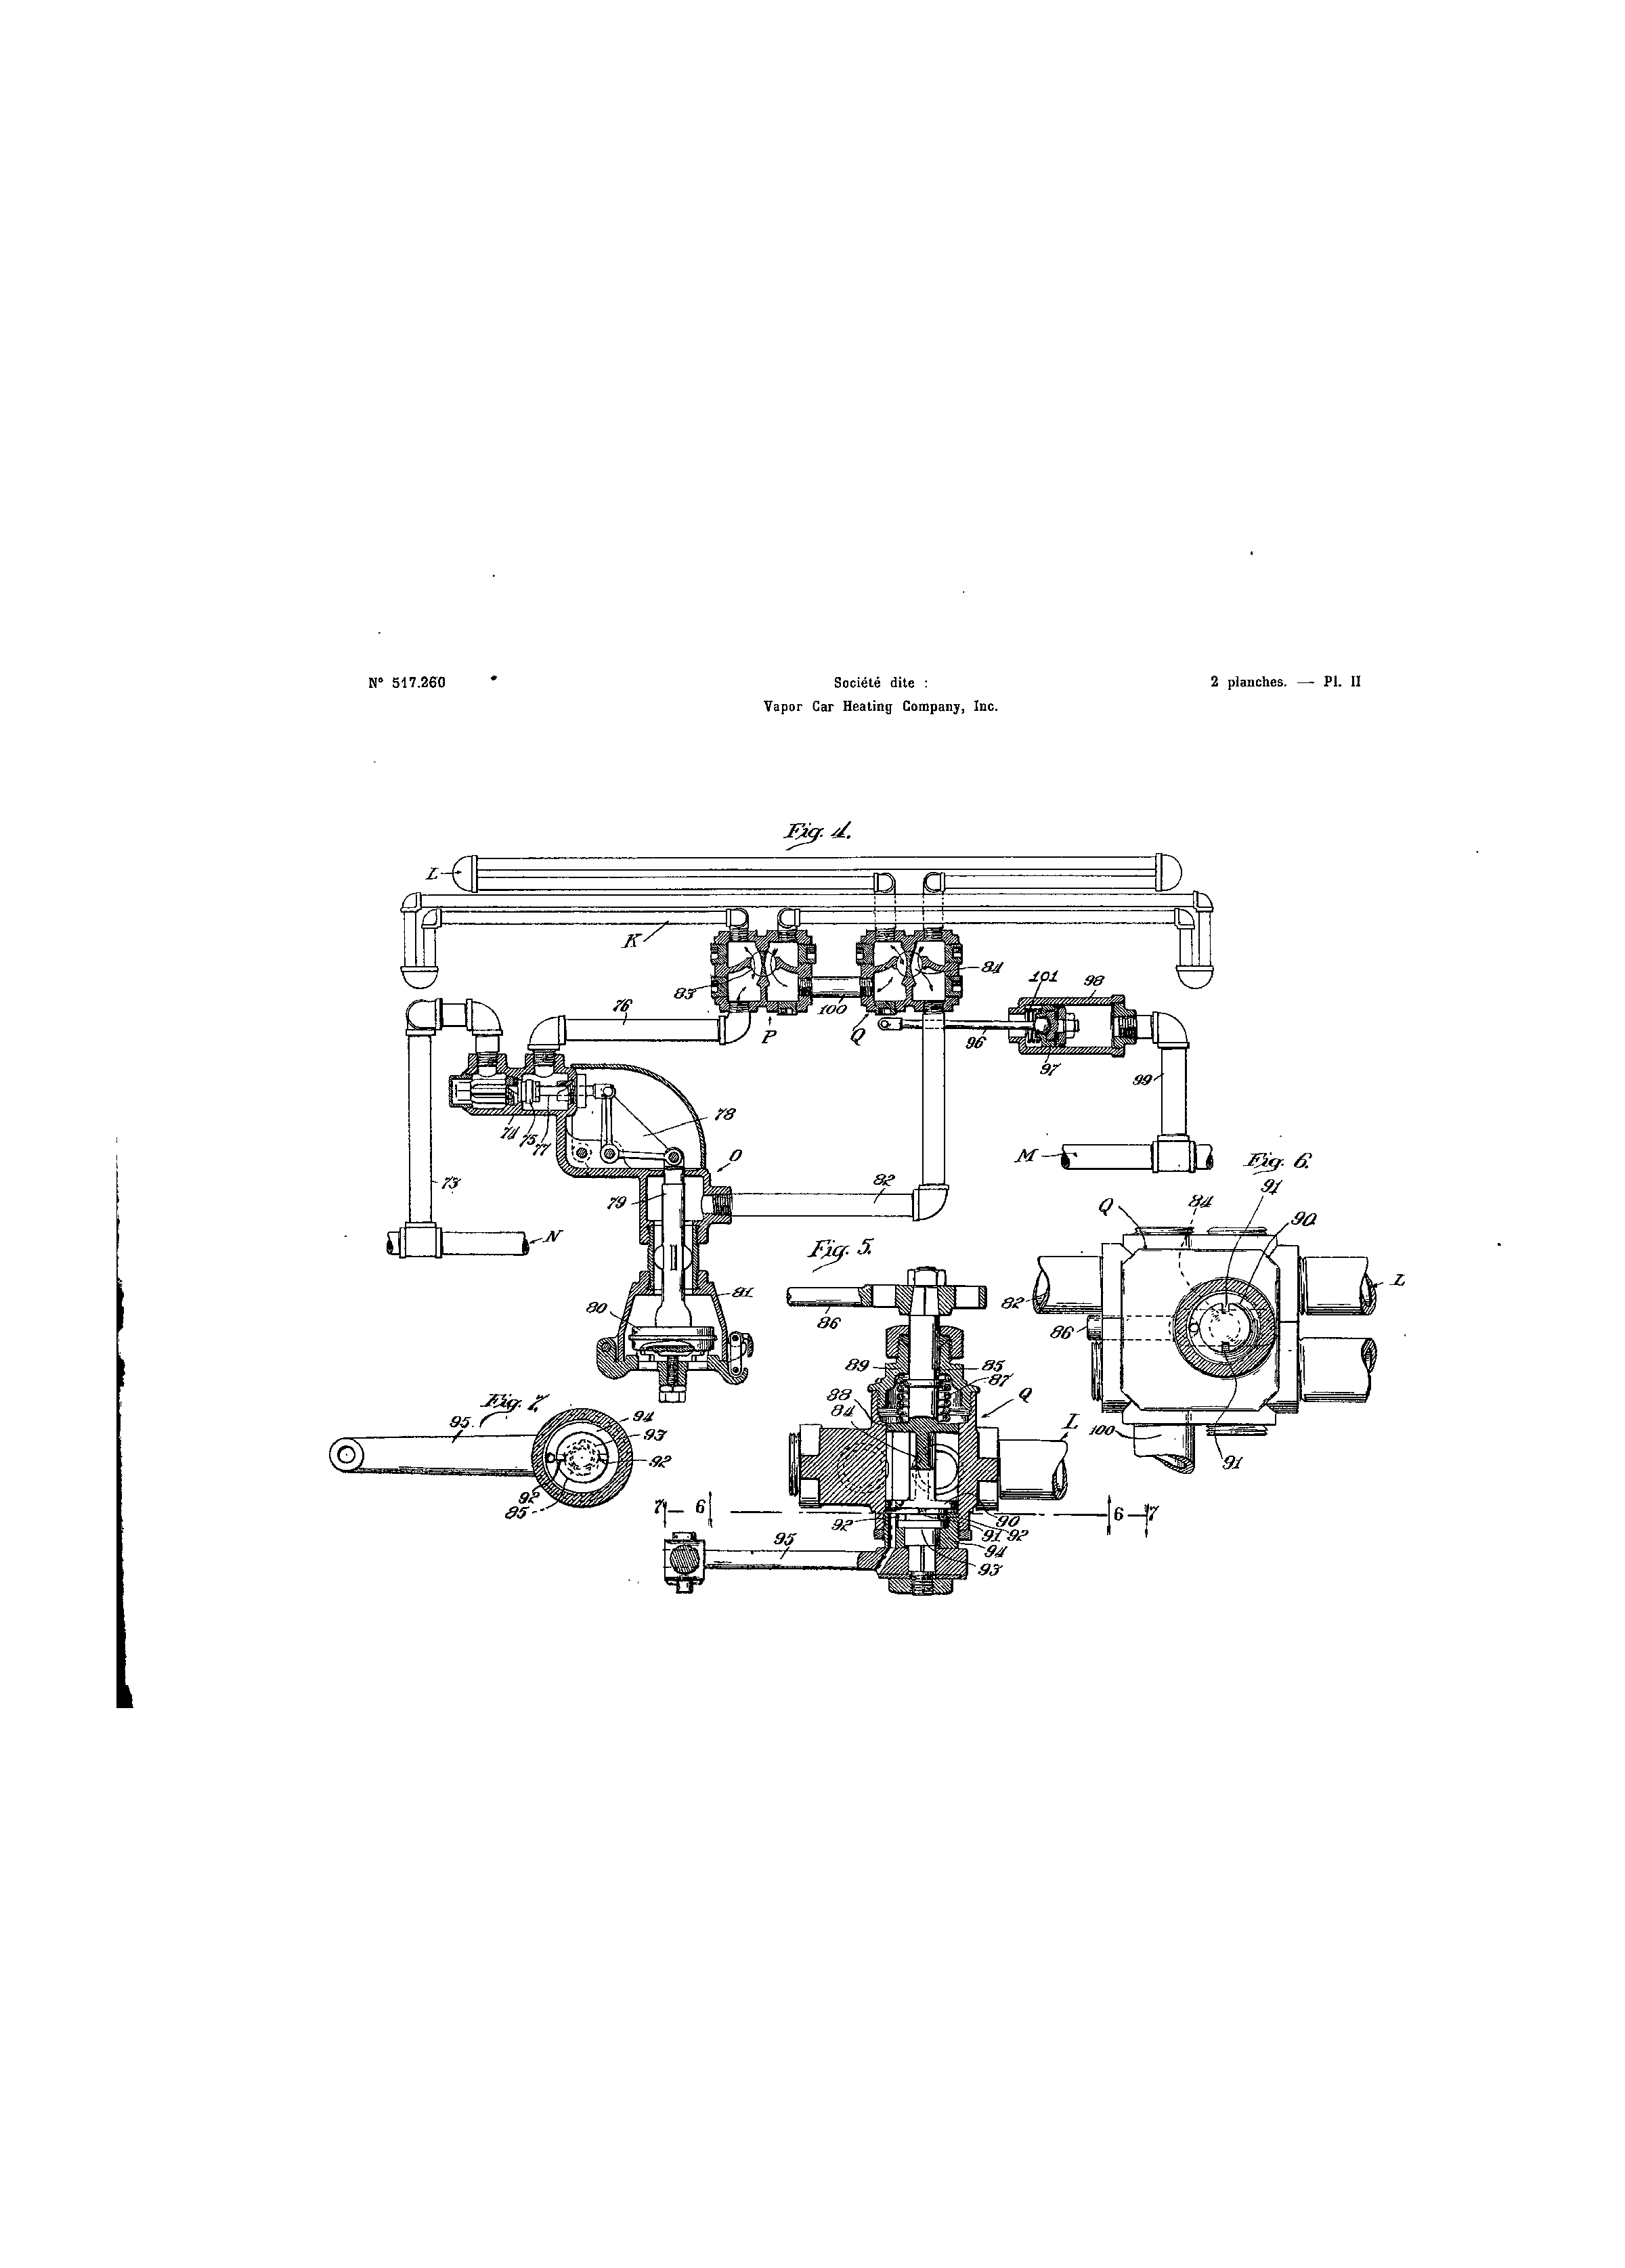 N° 517.260
Société dite :
2 planches. — Pl. II
Vapor Car Heating Company, Inc.
Fig. 4.
L
K
83
84
101
98
76
100
P
Q
96
97
99
74
75
77
78
M
O
73
79
82
N
80
81
Fig. 5.
86
89
85
87
88
84
Q
L
90
92
91
92
94
93
95
7
6
6
7
Fig. 6.
91
84
Q
90
L
82
86
100
91
Fig. 7.
95
94
93
92
92
85